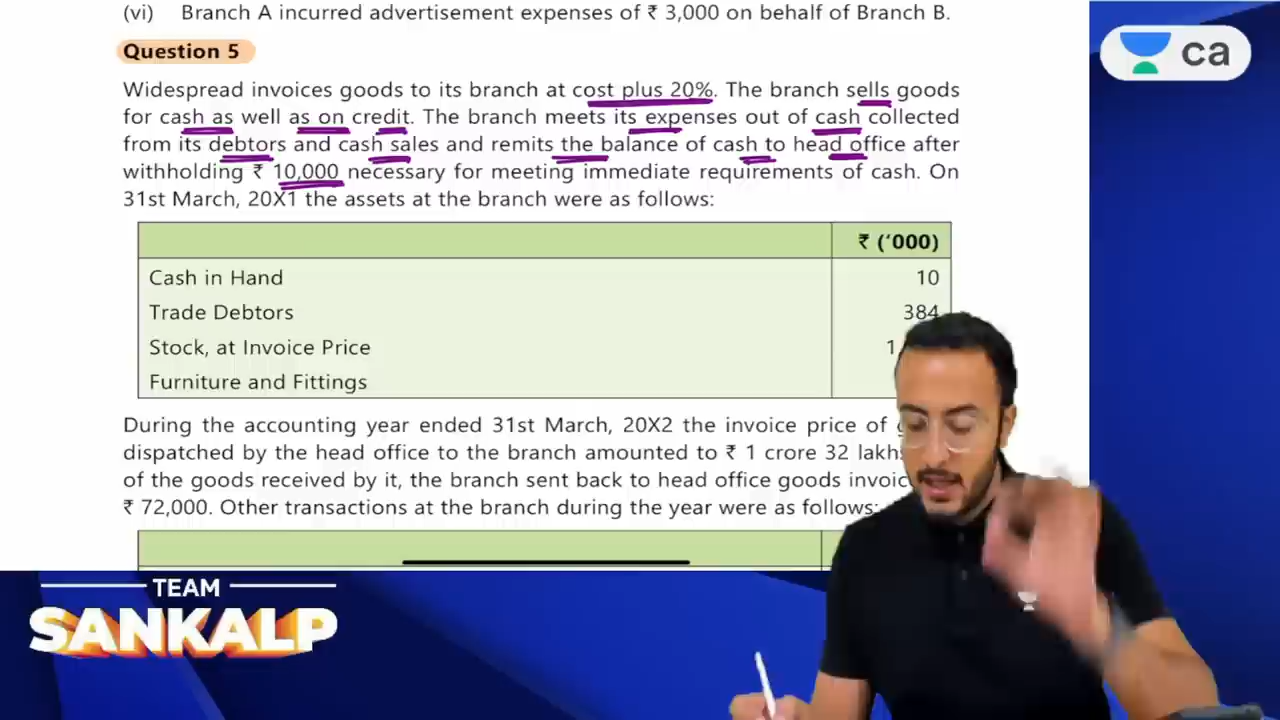 (vi) Branch A incurred advertisement expenses of ₹ 3,000 on behalf of Branch B.
Question 5
Widespread invoices goods to its branch at cost plus 20%. The branch sells goods
for cash as well as on credit. The branch meets its expenses out of cash collected
from its debtors and cash sales and remits the balance of cash to head office after
withholding ₹ 10,000 necessary for meeting immediate requirements of cash. On
31st March, 20X1 the assets at the branch were as follows:
₹ (‘000)
Cash in Hand 10
Trade Debtors 384
Stock, at Invoice Price
Furniture and Fittings
During the accounting year ended 31st March, 20X2 the invoice price of
dispatched by the head office to the branch amounted to ₹ 1 crore 32
of the goods received by it, the branch sent back to head office goods
₹ 72,000. Other transactions at the branch during the year were as follows:
ca
TEAM
SANKALP